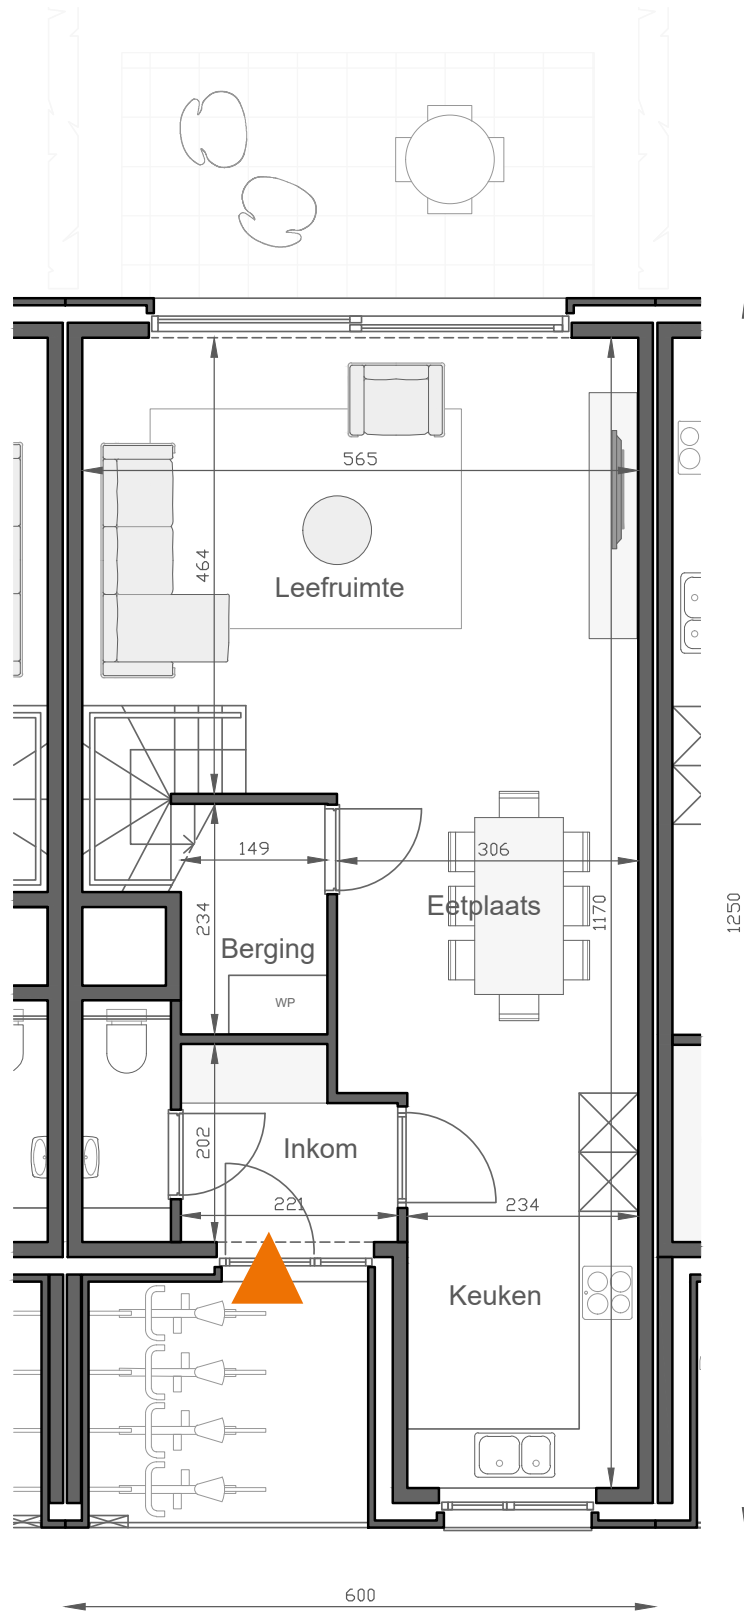 565
464
Leefruimte
149
306
234
Eetplaats
1170
1250
Berging
WP
202
Inkom
221
234
Keuken
600